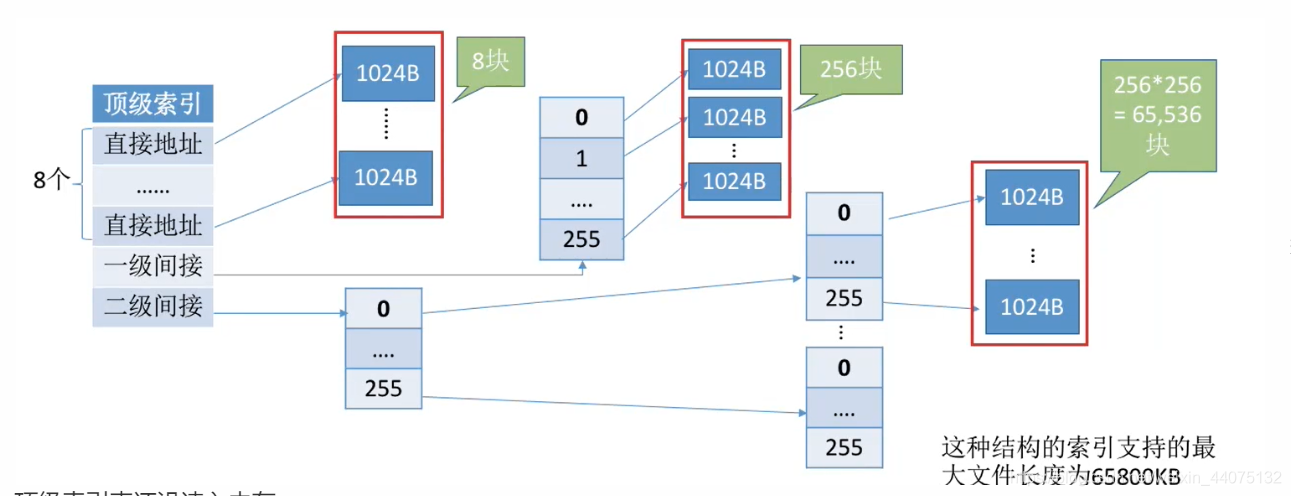 顶级索引
直接地址
......
直接地址
一级间接
二级间接
8个
1024B
......
1024B
8块
0
1
....
255
1024B
1024B
...
1024B
256块
0
....
255
0
....
255
...
0
....
255
1024B
...
1024B
256*256
= 65,536
块
这种结构的索引支持的最
大文件长度为65800KB